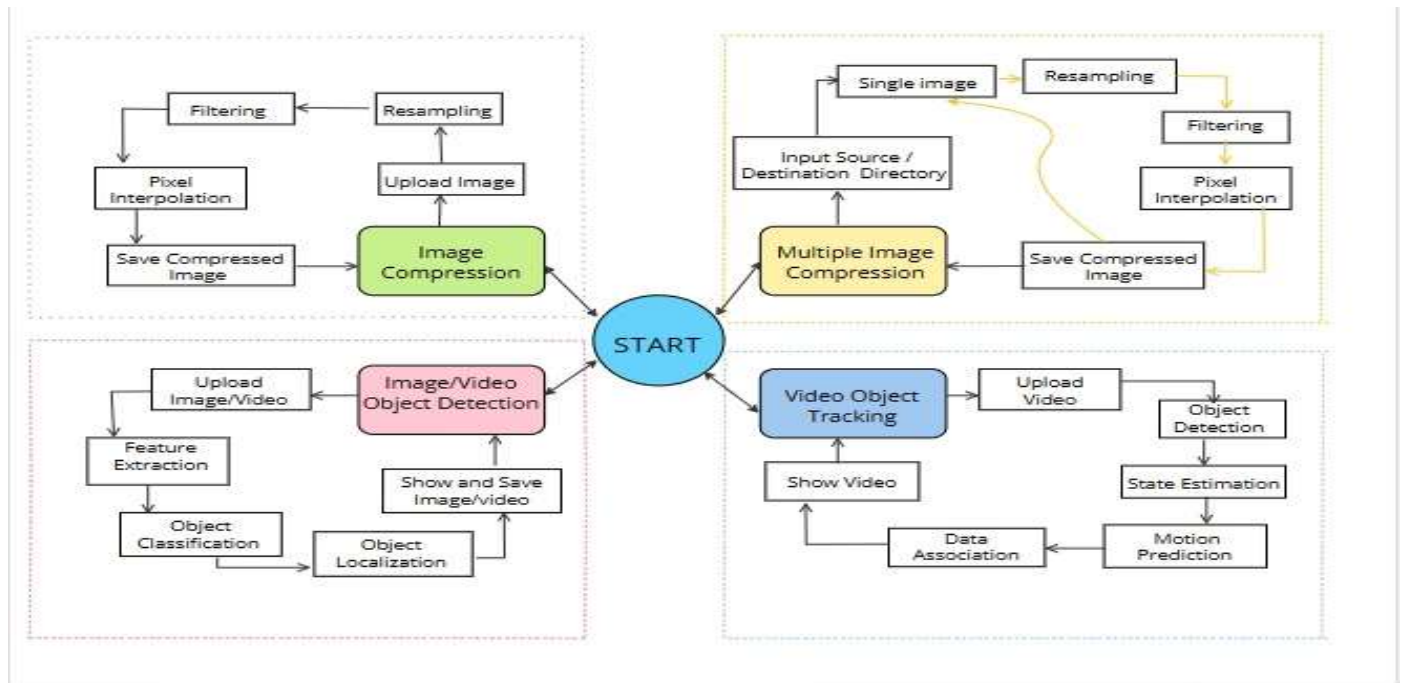 Filtering
Resampling
Pixel
Interpolation
Upload Image
Save Compressed
Image
Image
Compression
Single image
Resampling
Filtering
Input Source /
Destination Directory
Pixel
Interpolation
Multiple Image
Compression
Save Compressed
Image
START
Upload
Image/Video
Image/Video
Object Detection
Feature
Extraction
Show and Save
Image/video
Object
Classification
Object
Localization
Video Object
Tracking
Upload
Video
Object
Detection
Show Video
State Estimation
Data
Association
Motion
Prediction